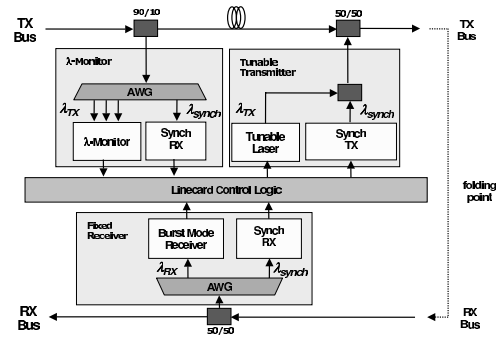 TX Bus
90/10
50/50
TX Bus
λ-Monitor
AWG
λTX
λsynch
λ-Monitor
Synch RX
Tunable Transmitter
λTX
λsynch
Tunable Laser
Synch TX
Linecard Control Logic
folding point
Fixed Receiver
Burst Mode Receiver
Synch RX
λRX
λsynch
AWG
RX Bus
50/50
RX Bus